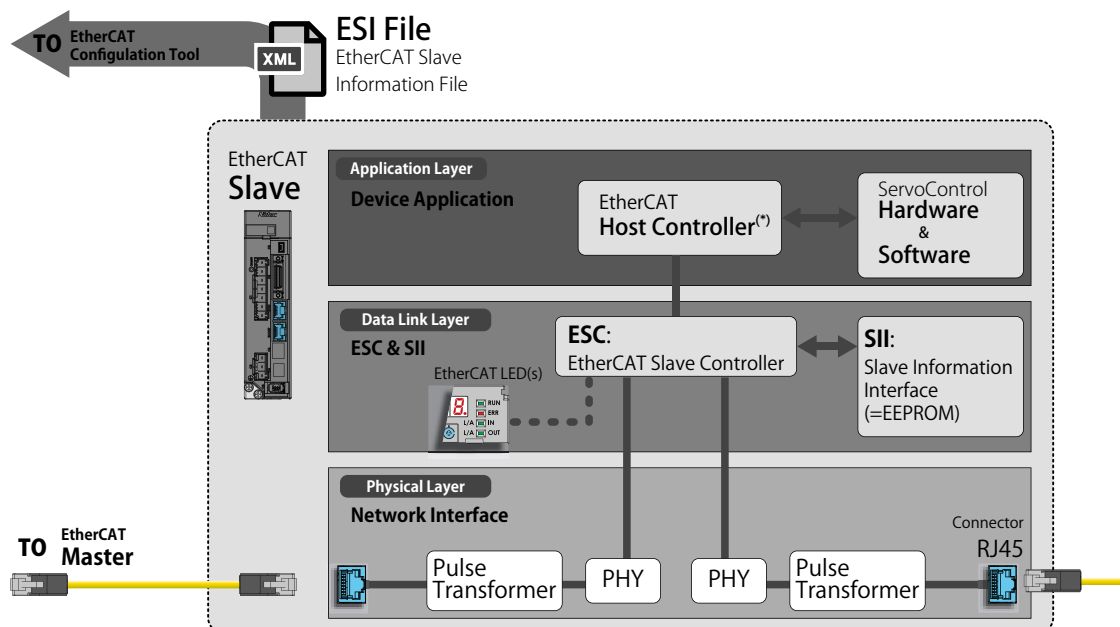 TO EtherCAT
Configulation Tool
XML
ESI File
EtherCAT Slave
Information File
EtherCAT
Slave
Application Layer
Device Application
EtherCAT
Host Controller(*)
ServoControl
Hardware
&
Software
Data Link Layer
ESC & SII
ESC:
EtherCAT Slave Controller
SII:
Slave Information
Interface
(=EEPROM)
EtherCAT LED(s)
8.
RUN
ERR
L/A IN
L/A OUT
Physical Layer
Network Interface
Connector
RJ45
TO EtherCAT
Master
Pulse
Transformer
PHY
PHY
Pulse
Transformer